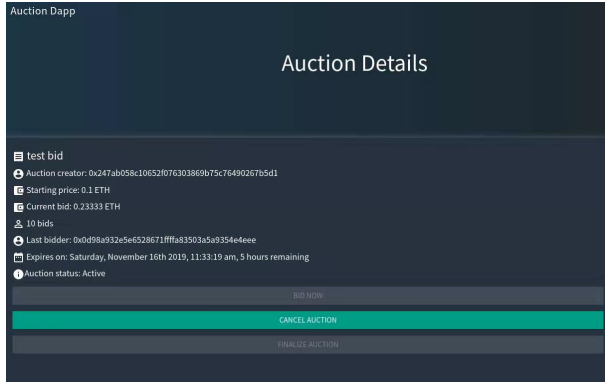 Auction Dapp
Auction Details
test bid
Auction creator: 0x247ab058c10652f076303869b75c76490267b5d1
Starting price: 0.1 ETH
Current bid: 0.23333 ETH
10 bids
Last bidder: 0x0d98a932e5e6528671ffffa83503a5a9354e4eee
Expires on: Saturday, November 16th 2019, 11:33:19 am, 5 hours remaining
Auction status: Active
BID NOW
CANCEL AUCTION
FINALIZE AUCTION